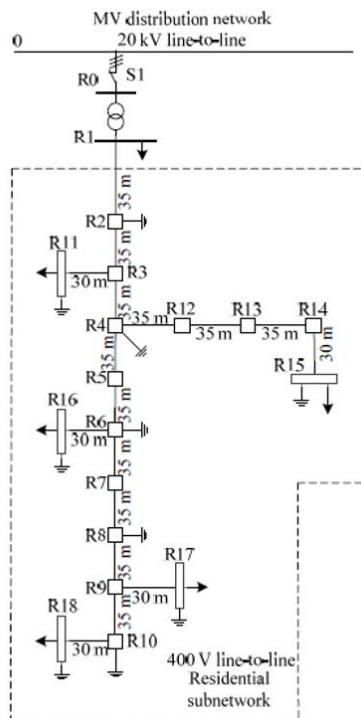 MV distribution network
0
20 kV line-to-line
S1
R0
R1
35 m
R2
R11
35 m
30 m
R3
35 m
R4
R12
R13
R14
35 m
35 m
35 m
35 m
30 m
R5
R15
R16
35 m
R6
30 m
35 m
R7
35 m
R8
35 m
R17
R9
30 m
R18
35 m
30 m
R10
400 V line-to-line
Residential
subnetwork